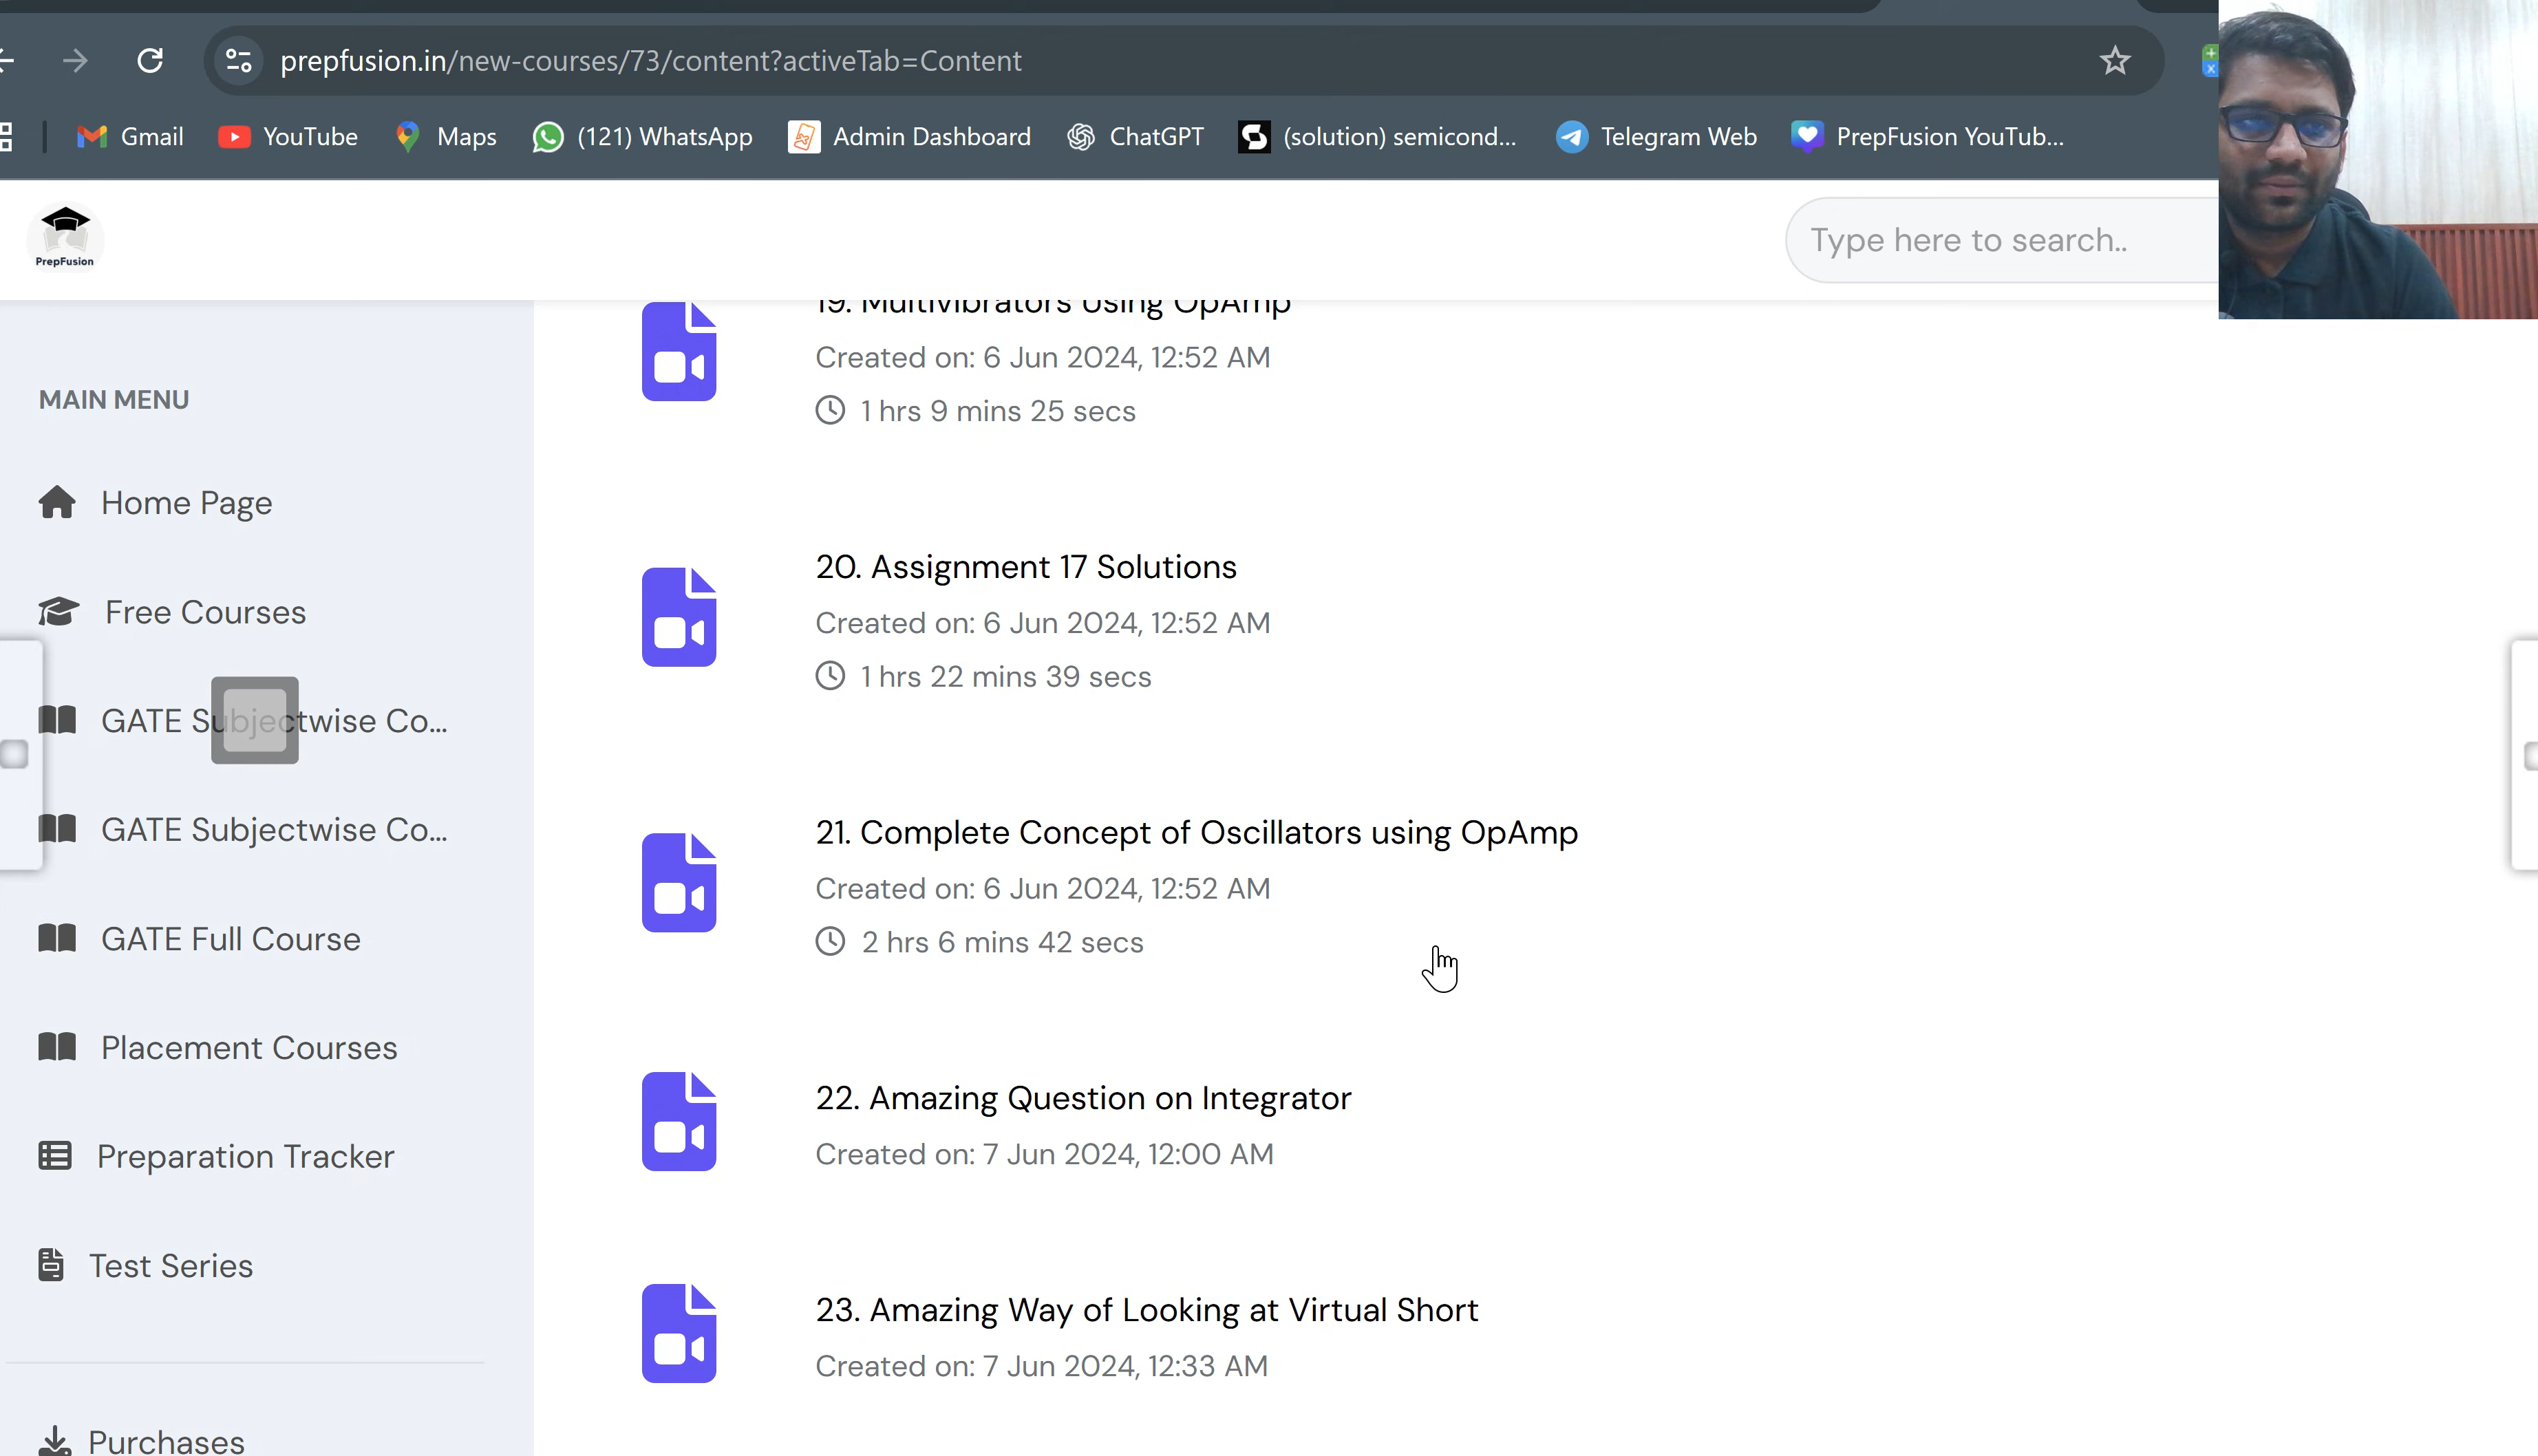 prepfusion.in/new-courses/73/content?activeTab=Content
Gmail YouTube Maps (121) WhatsApp Admin Dashboard ChatGPT (solution) semicond... Telegram Web PrepFusion YouTub...
PrepFusion
Type here to search..
MAIN MENU
Home Page
Free Courses
GATE Subjectwise Co...
GATE Subjectwise Co...
GATE Full Course
Placement Courses
Preparation Tracker
Test Series
Purchases
19. Multivibrators using OpAmp
Created on: 6 Jun 2024, 12:52 AM
1 hrs 9 mins 25 secs
20. Assignment 17 Solutions
Created on: 6 Jun 2024, 12:52 AM
1 hrs 22 mins 39 secs
21. Complete Concept of Oscillators using OpAmp
Created on: 6 Jun 2024, 12:52 AM
2 hrs 6 mins 42 secs
22. Amazing Question on Integrator
Created on: 7 Jun 2024, 12:00 AM
23. Amazing Way of Looking at Virtual Short
Created on: 7 Jun 2024, 12:33 AM